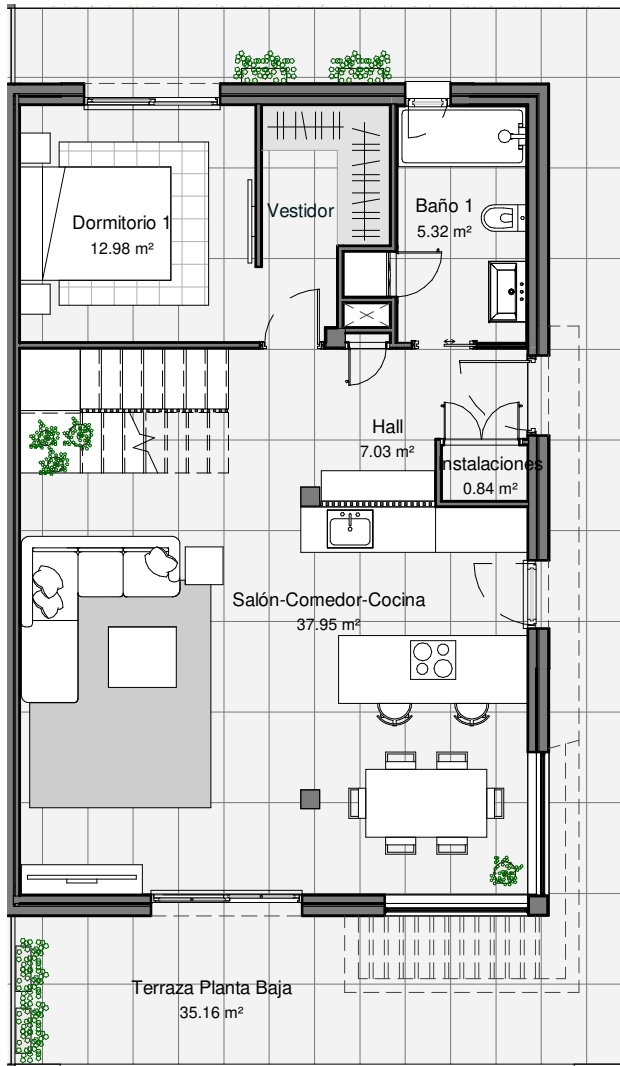 Dormitorio 1
12.98 m²
Vestidor
Baño 1
5.32 m²
Hall
7.03 m²
Instalaciones
0.84 m²
Salón-Comedor-Cocina
37.95 m²
Terraza Planta Baja
35.16 m²